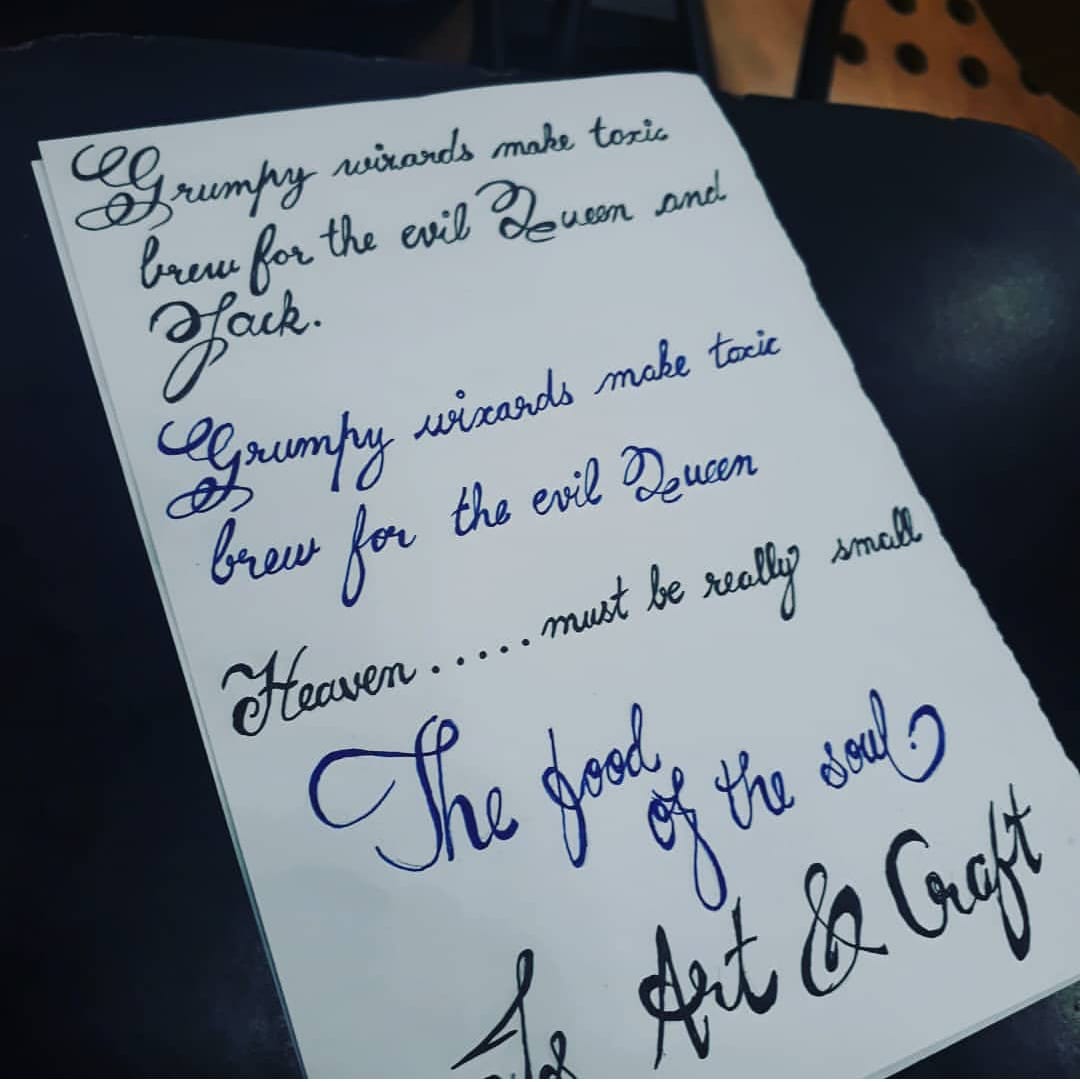 Grumpy wizards make toxic
brew for the evil Queen and
Jack.
Grumpy wizards make toxic
brew for the evil Queen
Heaven.....must be really small
The food
of the soul?
Art & Craft